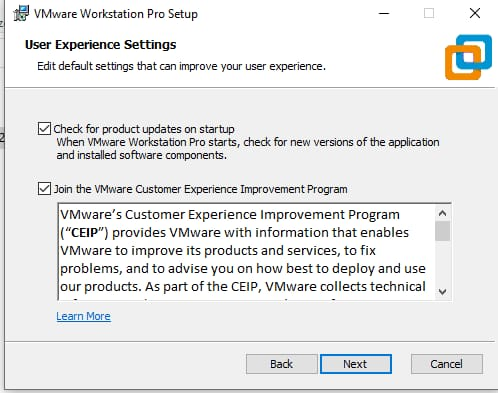 VMware Workstation Pro Setup
User Experience Settings
Edit default settings that can improve your user experience.
Check for product updates on startup
When VMware Workstation Pro starts, check for new versions of the application
and installed software components.
Join the VMware Customer Experience Improvement Program
VMware's Customer Experience Improvement Program
("CEIP") provides VMware with information that enables
VMware to improve its products and services, to fix
problems, and to advise you on how best to deploy and use
our products. As part of the CEIP, VMware collects technical
Learn More
Back
Next
Cancel